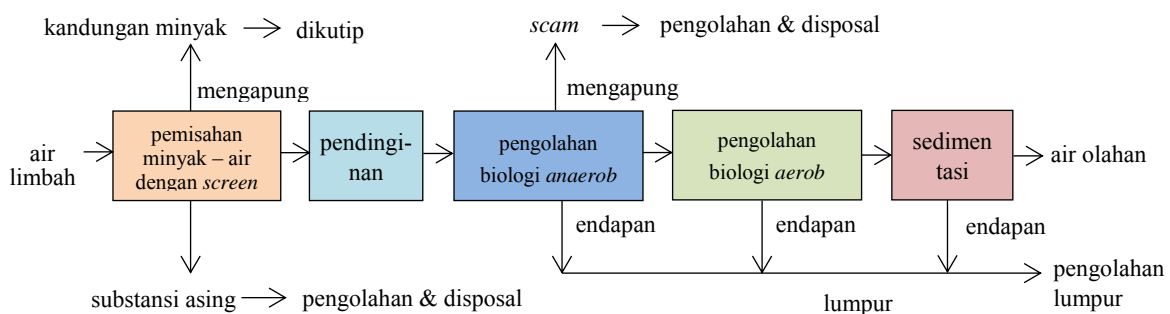 kandungan minyak
dikutip
scam
pengolahan & disposal
mengapung
mengapung
air
limbah
pemisahan
minyak – air
dengan screen
pendingi-
nan
pengolahan
biologi anaerob
pengolahan
biologi aerob
sedimen
tasi
air olahan
endapan
endapan
endapan
substansi asing
pengolahan & disposal
lumpur
pengolahan
lumpur